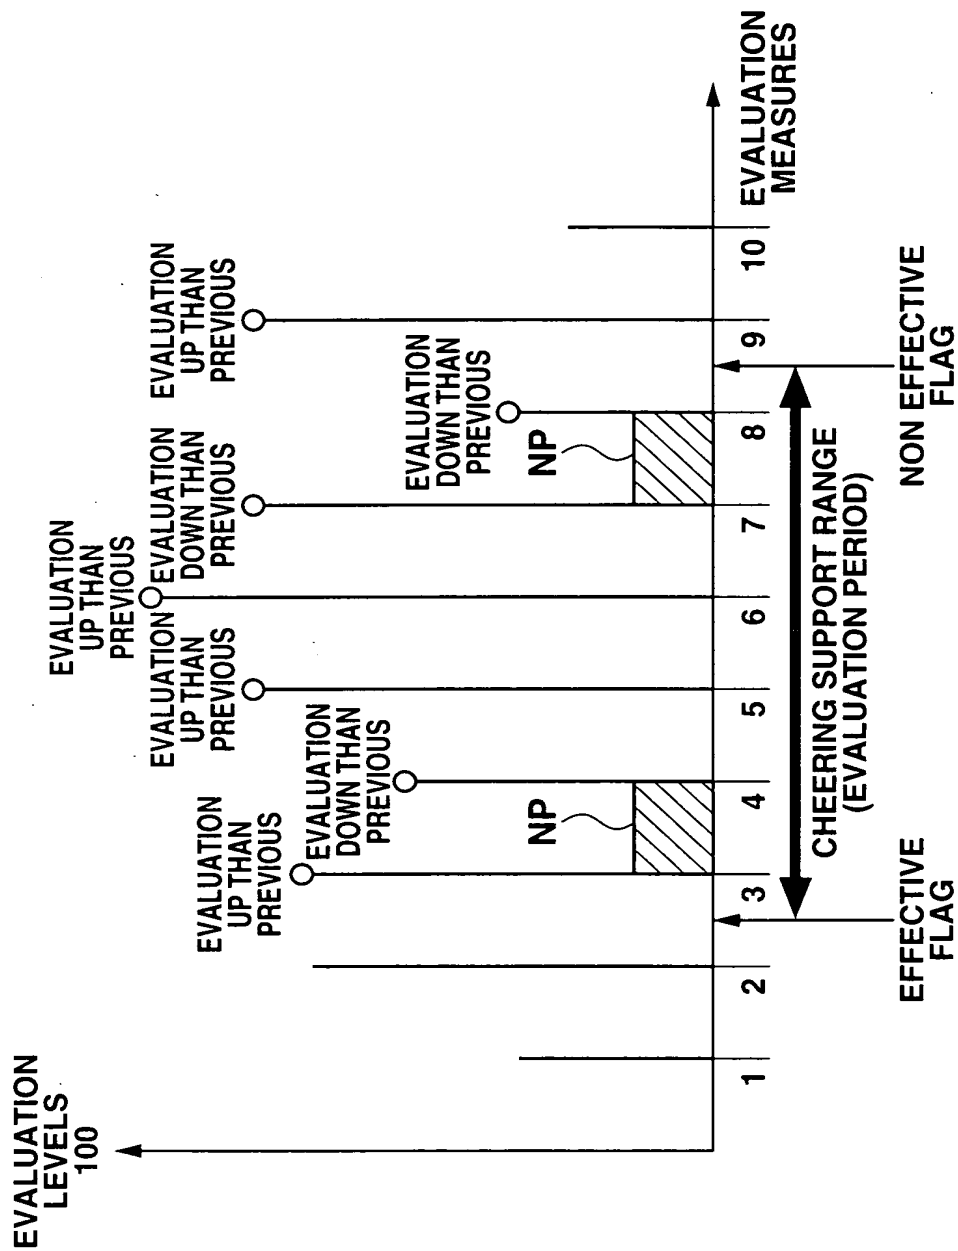 EVALUATION
LEVELS
100
EVALUATION
UP THAN
PREVIOUS
EVALUATION
DOWN THAN
PREVIOUS
EVALUATION
UP THAN
PREVIOUS
EVALUATION
UP THAN
PREVIOUS
EVALUATION
DOWN THAN
PREVIOUS
EVALUATION
DOWN THAN
PREVIOUS
EVALUATION
UP THAN
PREVIOUS
NP
NP
1
2
3
4
5
6
7
8
9
10
EVALUATION
MEASURES
CHEERING SUPPORT RANGE
(EVALUATION PERIOD)
EFFECTIVE
FLAG
NON EFFECTIVE
FLAG